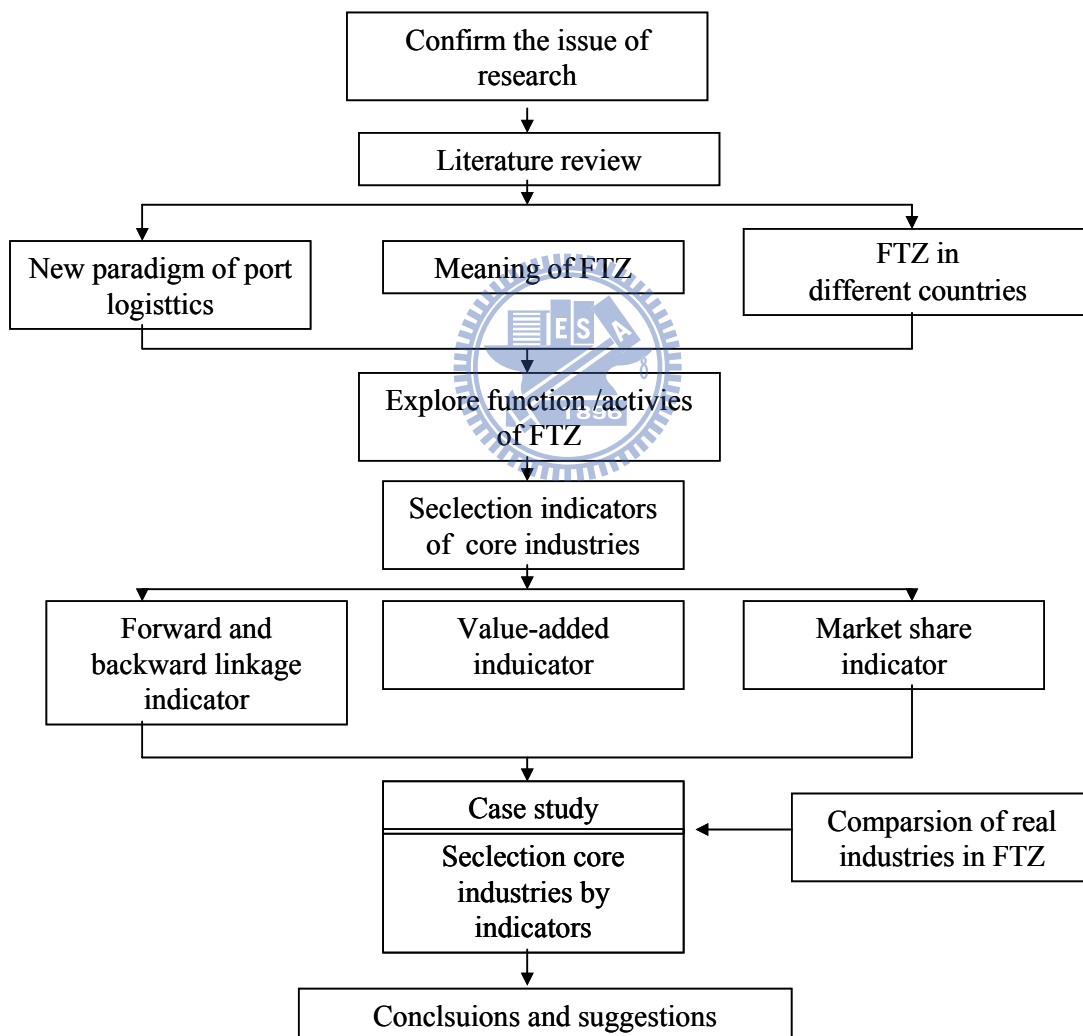 Confirm the issue of
research
Literature review
New paradigm of port
logisttics
Meaning of FTZ
FTZ in
different countries
E S A
1896
Explore function /activies
of FTZ
Seclection indicators
of core industries
Forward and
backward linkage
indicator
Value-added
induicator
Market share
indicator
Case study
Seclection core
industries by
indicators
Comparsion of real
industries in FTZ
Conclsuions and suggestions